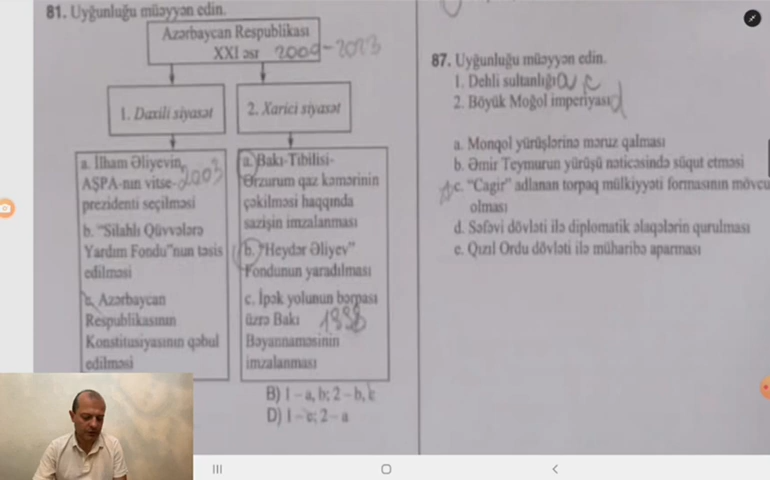 81. Uyğunluğu müəyyən edin.
Azərbaycan Respublikası
XXI əsr 2009-2023
1. Daxili siyasət
2. Xarici siyasət
a. İlham Əliyevin
AŞPA-nın vitse- 2003
prezidenti seçilməsi
b. “Silahlı Qüvvələrə
Yardım Fondu”nun təsis
edilməsi
c. Azərbaycan
Respublikasının
Konstitusiyasının qəbul
edilməsi
a. Bakı-Tibilisi-
Ərzurum qaz kəmərinin
çəkilməsi haqqında
sazişin imzalanması
b. “Heydər Əliyev”
Fondunun yaradılması
c. İpək yolunun bərpası
üzrə Bakı 1998
Bəyannaməsinin
imzalanması
B) 1 – a, b; 2 – b, c
D) 1 – c; 2 – a
87. Uyğunluğu müəyyən edin.
1. Dehli sultanlığı
2. Böyük Moğol imperiyası d
a. Monqol yürüşlərinə məruz qalması
b. Əmir Teymurun yürüşü nəticəsində süqut etməsi
c. “Cagir” adlanan torpaq mülkiyyəti formasının mövcu
olması
d. Səfəvi dövləti ilə diplomatik əlaqələrin qurulması
e. Qızıl Ordu dövləti ilə müharibə aparması